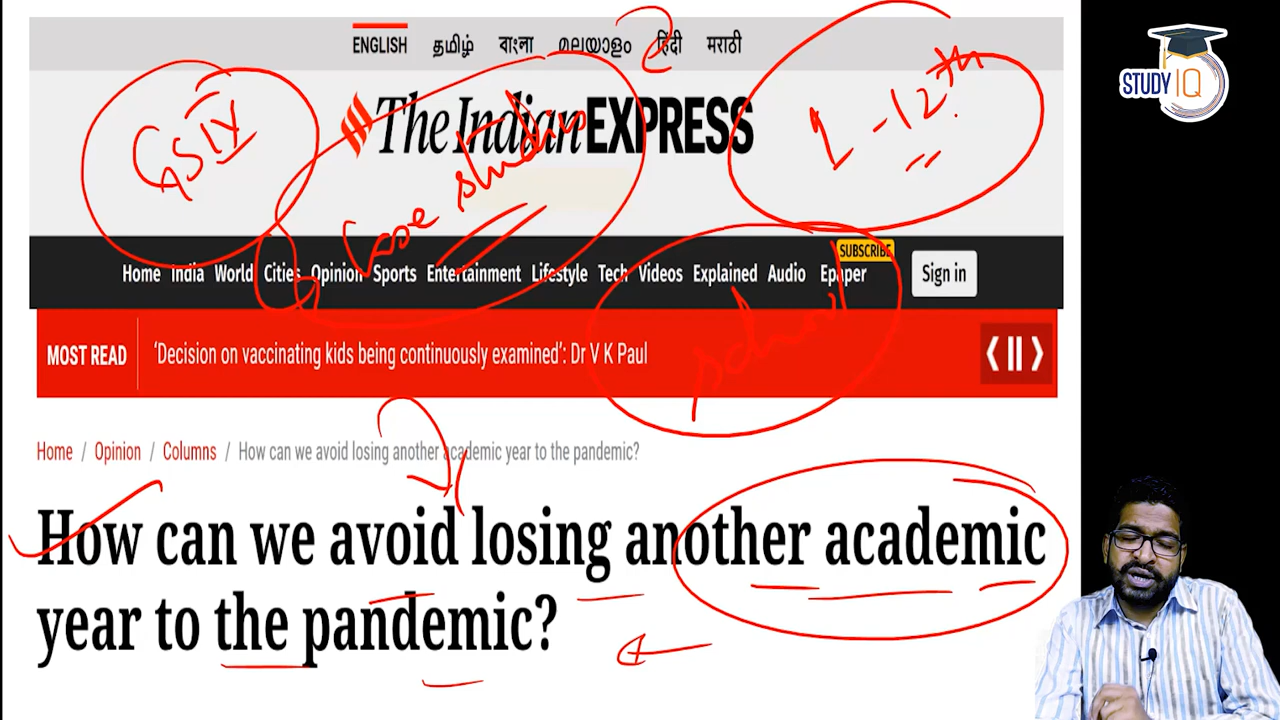 ENGLISH தமிழ் বাংলা മലയാളം हिंदी मराठी
STUDY IQ
The Indian EXPRESS
GS IV
Case studies
1 - 12th
SUBSCRIBE
Home India World Cities Opinion Sports Entertainment Lifestyle Tech Videos Explained Audio Epaper Sign in
school
MOST READ 'Decision on vaccinating kids being continuously examined': Dr V K Paul
Home / Opinion / Columns / How can we avoid losing another academic year to the pandemic?
How can we avoid losing another academic
year to the pandemic?